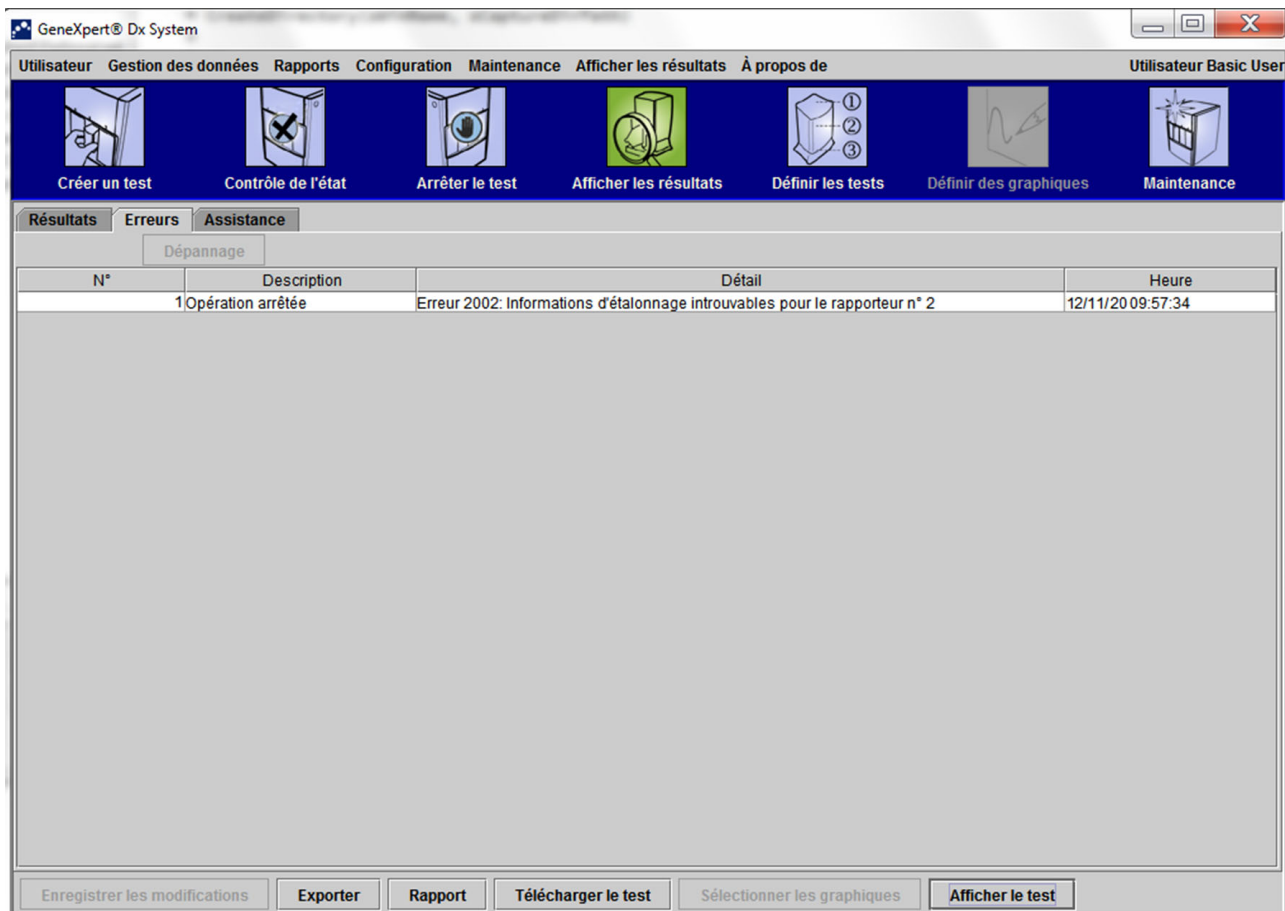 GeneXpert® Dx System
Utilisateur Gestion des données Rapports Configuration Maintenance Afficher les résultats À propos de Utilisateur Basic User
Créer un test Contrôle de l'état Arrêter le test Afficher les résultats Définir les tests Définir des graphiques Maintenance
Résultats Erreurs Assistance
Dépannage
N° Description Détail Heure
1 Opération arrêtée Erreur 2002: Informations d'étalonnage introuvables pour le rapporteur n° 2 12/11/20 09:57:34
Enregistrer les modifications Exporter Rapport Télécharger le test Sélectionner les graphiques Afficher le test